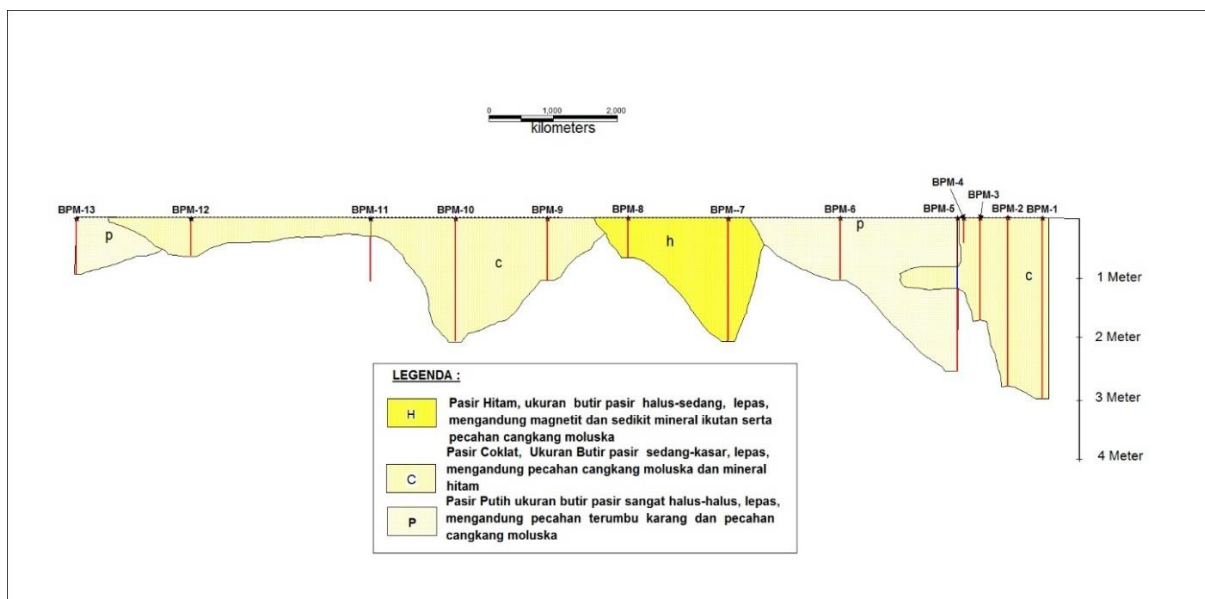 0 1,000 2,000
kilometers
BPM-4
BPM-3
BPM-13 BPM-12 BPM-11 BPM-10 BPM-9 BPM-8 BPM--7 BPM-6 BPM-5 BPM-2 BPM-1
p c h p c
1 Meter
2 Meter
3 Meter
4 Meter
LEGENDA :
H Pasir Hitam, ukuran butir pasir halus-sedang, lepas,
mengandung magnetit dan sedikit mineral ikutan serta
pecahan cangkang moluska
C Pasir Coklat, Ukuran Butir pasir sedang-kasar, lepas,
mengandung pecahan cangkang moluska dan mineral
hitam
P Pasir Putih ukuran butir pasir sangat halus-halus, lepas,
mengandung pecahan terumbu karang dan pecahan
cangkang moluska